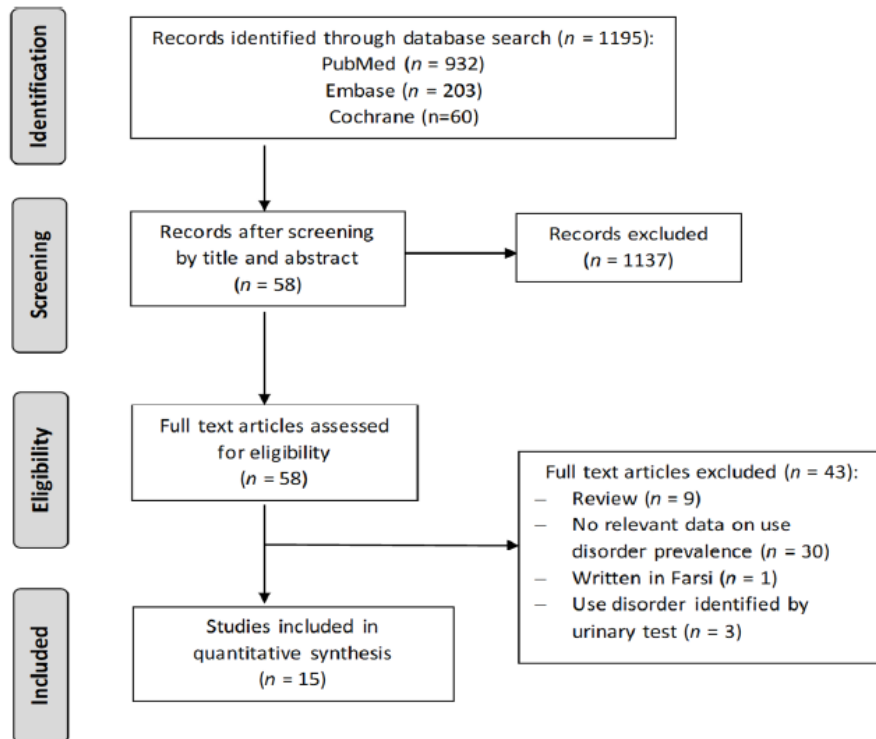 Identification
Records identified through database search (n = 1195):
PubMed (n = 932)
Embase (n = 203)
Cochrane (n=60)
Screening
Records after screening
by title and abstract
(n = 58)
Records excluded
(n = 1137)
Eligibility
Full text articles assessed
for eligibility
(n = 58)
Full text articles excluded (n = 43):
– Review (n = 9)
– No relevant data on use
disorder prevalence (n = 30)
– Written in Farsi (n = 1)
– Use disorder identified by
urinary test (n = 3)
Included
Studies included in
quantitative synthesis
(n = 15)